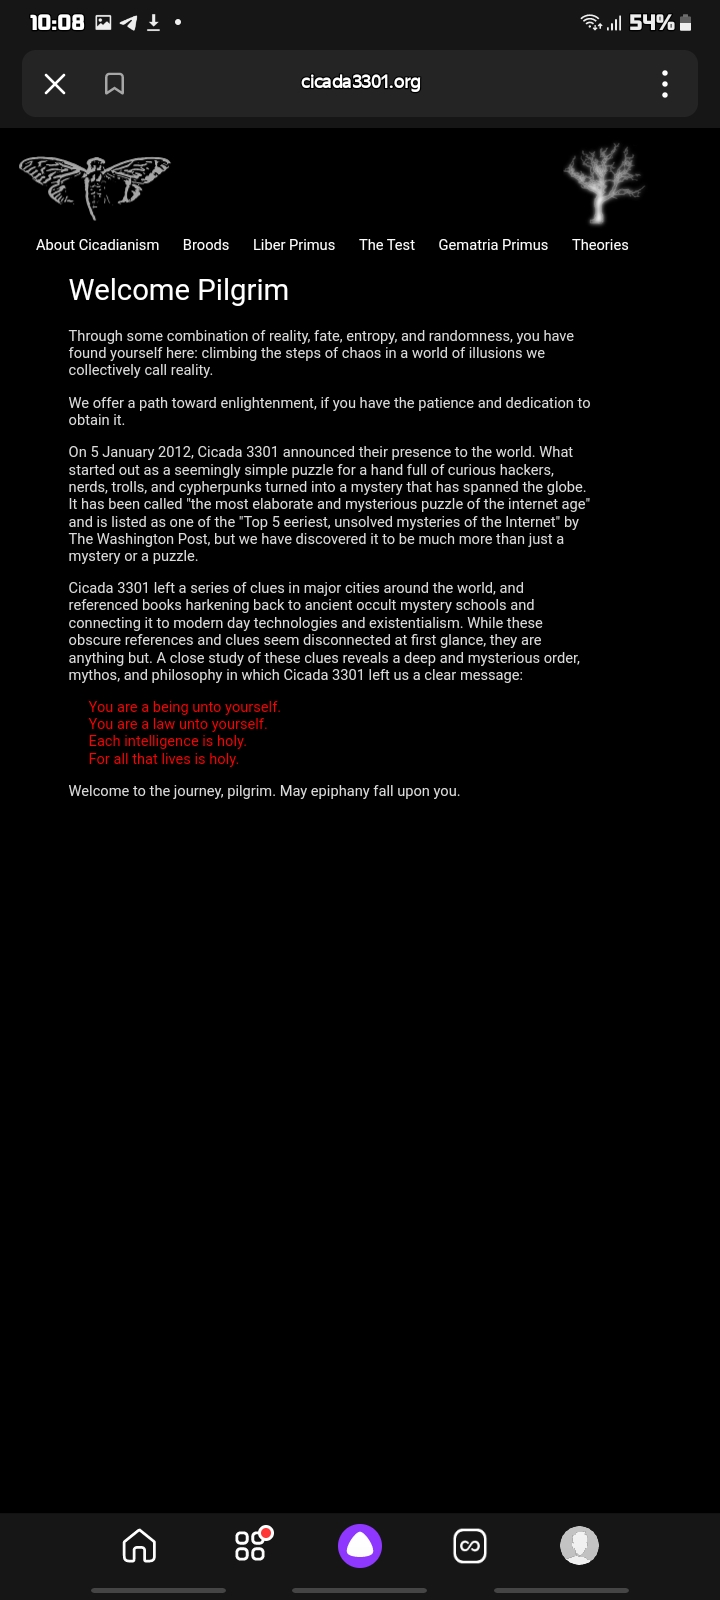 10:08
54%
cicada3301.org
About Cicadianism Broods Liber Primus The Test Gematria Primus Theories
Welcome Pilgrim
Through some combination of reality, fate, entropy, and randomness, you have
found yourself here: climbing the steps of chaos in a world of illusions we
collectively call reality.
We offer a path toward enlightenment, if you have the patience and dedication to
obtain it.
On 5 January 2012, Cicada 3301 announced their presence to the world. What
started out as a seemingly simple puzzle for a hand full of curious hackers,
nerds, trolls, and cypherpunks turned into a mystery that has spanned the globe.
It has been called "the most elaborate and mysterious puzzle of the internet age"
and is listed as one of the "Top 5 eeriest, unsolved mysteries of the Internet" by
The Washington Post, but we have discovered it to be much more than just a
mystery or a puzzle.
Cicada 3301 left a series of clues in major cities around the world, and
referenced books harkening back to ancient occult mystery schools and
connecting it to modern day technologies and existentialism. While these
obscure references and clues seem disconnected at first glance, they are
anything but. A close study of these clues reveals a deep and mysterious order,
mythos, and philosophy in which Cicada 3301 left us a clear message:
You are a being unto yourself.
You are a law unto yourself.
Each intelligence is holy.
For all that lives is holy.
Welcome to the journey, pilgrim. May epiphany fall upon you.